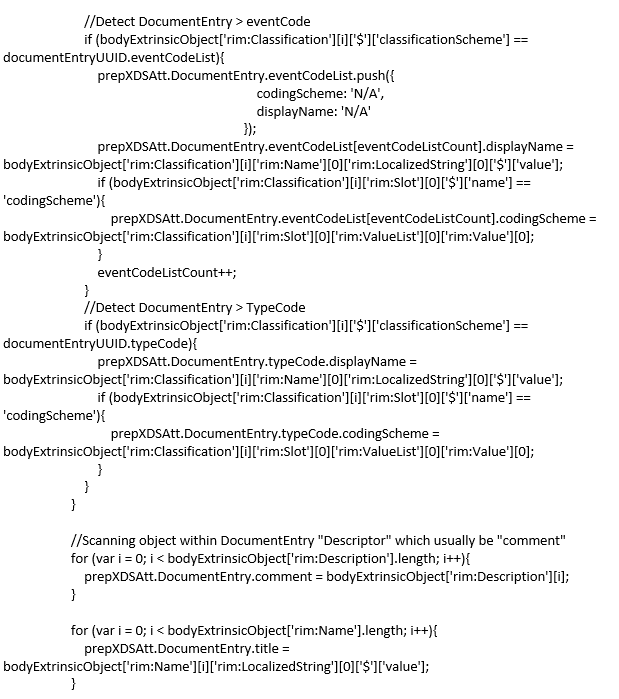 //Detect DocumentEntry > eventCode
if (bodyExtrinsicObject['rim:Classification'][i]['$']['classificationScheme'] ==
documentEntryUUID.eventCodeList){
prepXDSAtt.DocumentEntry.eventCodeList.push({
codingScheme: 'N/A',
displayName: 'N/A'
});
prepXDSAtt.DocumentEntry.eventCodeList[eventCodeListCount].displayName =
bodyExtrinsicObject['rim:Classification'][i]['rim:Name'][0]['rim:LocalizedString'][0]['$']['value'];
if (bodyExtrinsicObject['rim:Classification'][i]['rim:Slot'][0]['$']['name'] ==
'codingScheme'){
prepXDSAtt.DocumentEntry.eventCodeList[eventCodeListCount].codingScheme =
bodyExtrinsicObject['rim:Classification'][i]['rim:Slot'][0]['rim:ValueList'][0]['rim:Value'][0];
}
eventCodeListCount++;
}
//Detect DocumentEntry > TypeCode
if (bodyExtrinsicObject['rim:Classification'][i]['$']['classificationScheme'] ==
documentEntryUUID.typeCode){
prepXDSAtt.DocumentEntry.typeCode.displayName =
bodyExtrinsicObject['rim:Classification'][i]['rim:Name'][0]['rim:LocalizedString'][0]['$']['value'];
if (bodyExtrinsicObject['rim:Classification'][i]['rim:Slot'][0]['$']['name'] ==
'codingScheme'){
prepXDSAtt.DocumentEntry.typeCode.codingScheme =
bodyExtrinsicObject['rim:Classification'][i]['rim:Slot'][0]['rim:ValueList'][0]['rim:Value'][0];
}
}
}
//Scanning object within DocumentEntry "Descriptor" which usually be "comment"
for (var i = 0; i < bodyExtrinsicObject['rim:Description'].length; i++){
prepXDSAtt.DocumentEntry.comment = bodyExtrinsicObject['rim:Description'][i];
}
for (var i = 0; i < bodyExtrinsicObject['rim:Name'].length; i++){
prepXDSAtt.DocumentEntry.title =
bodyExtrinsicObject['rim:Name'][i]['rim:LocalizedString'][0]['$']['value'];
}